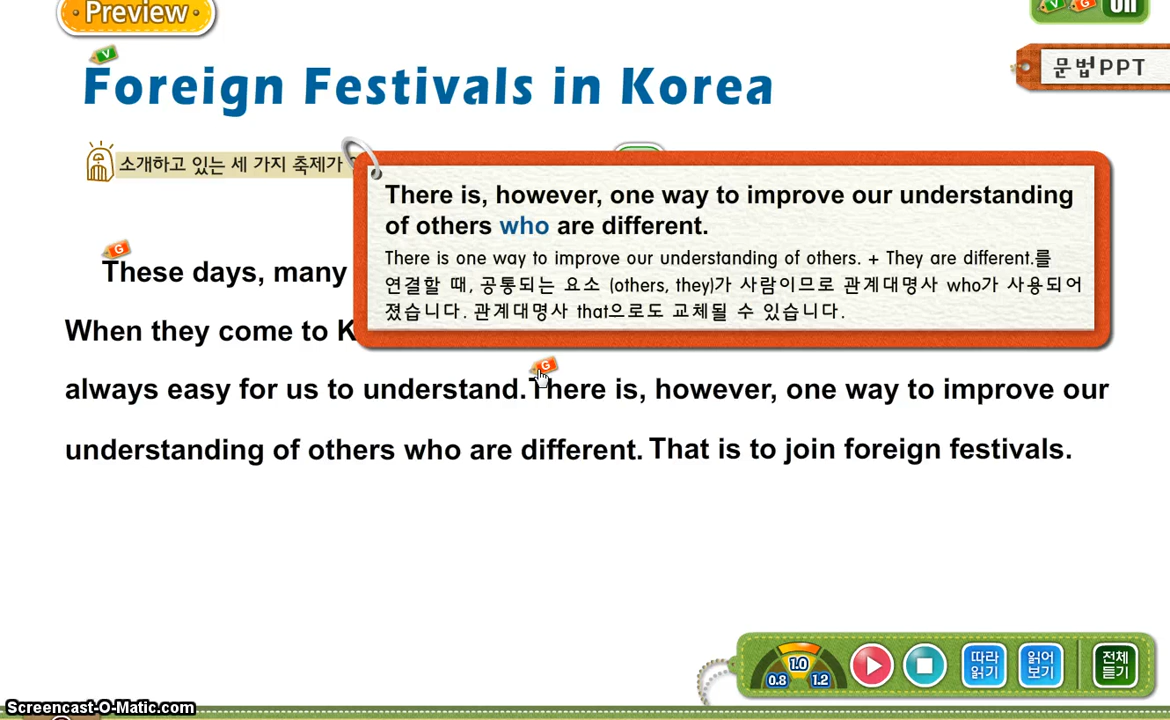 Preview
V G On
문법PPT
V
Foreign Festivals in Korea
소개하고 있는 세 가지 축제가
There is, however, one way to improve our understanding
of others who are different.
There is one way to improve our understanding of others. + They are different.를
연결할 때, 공통되는 요소 (others, they)가 사람이므로 관계대명사 who가 사용되어
졌습니다. 관계대명사 that으로도 교체될 수 있습니다.
G
These days, many
When they come to K
G
always easy for us to understand. There is, however, one way to improve our
understanding of others who are different. That is to join foreign festivals.
0.8 1.0 1.2
따라
읽기
읽어
보기
전체
듣기
Screencast-O-Matic.com